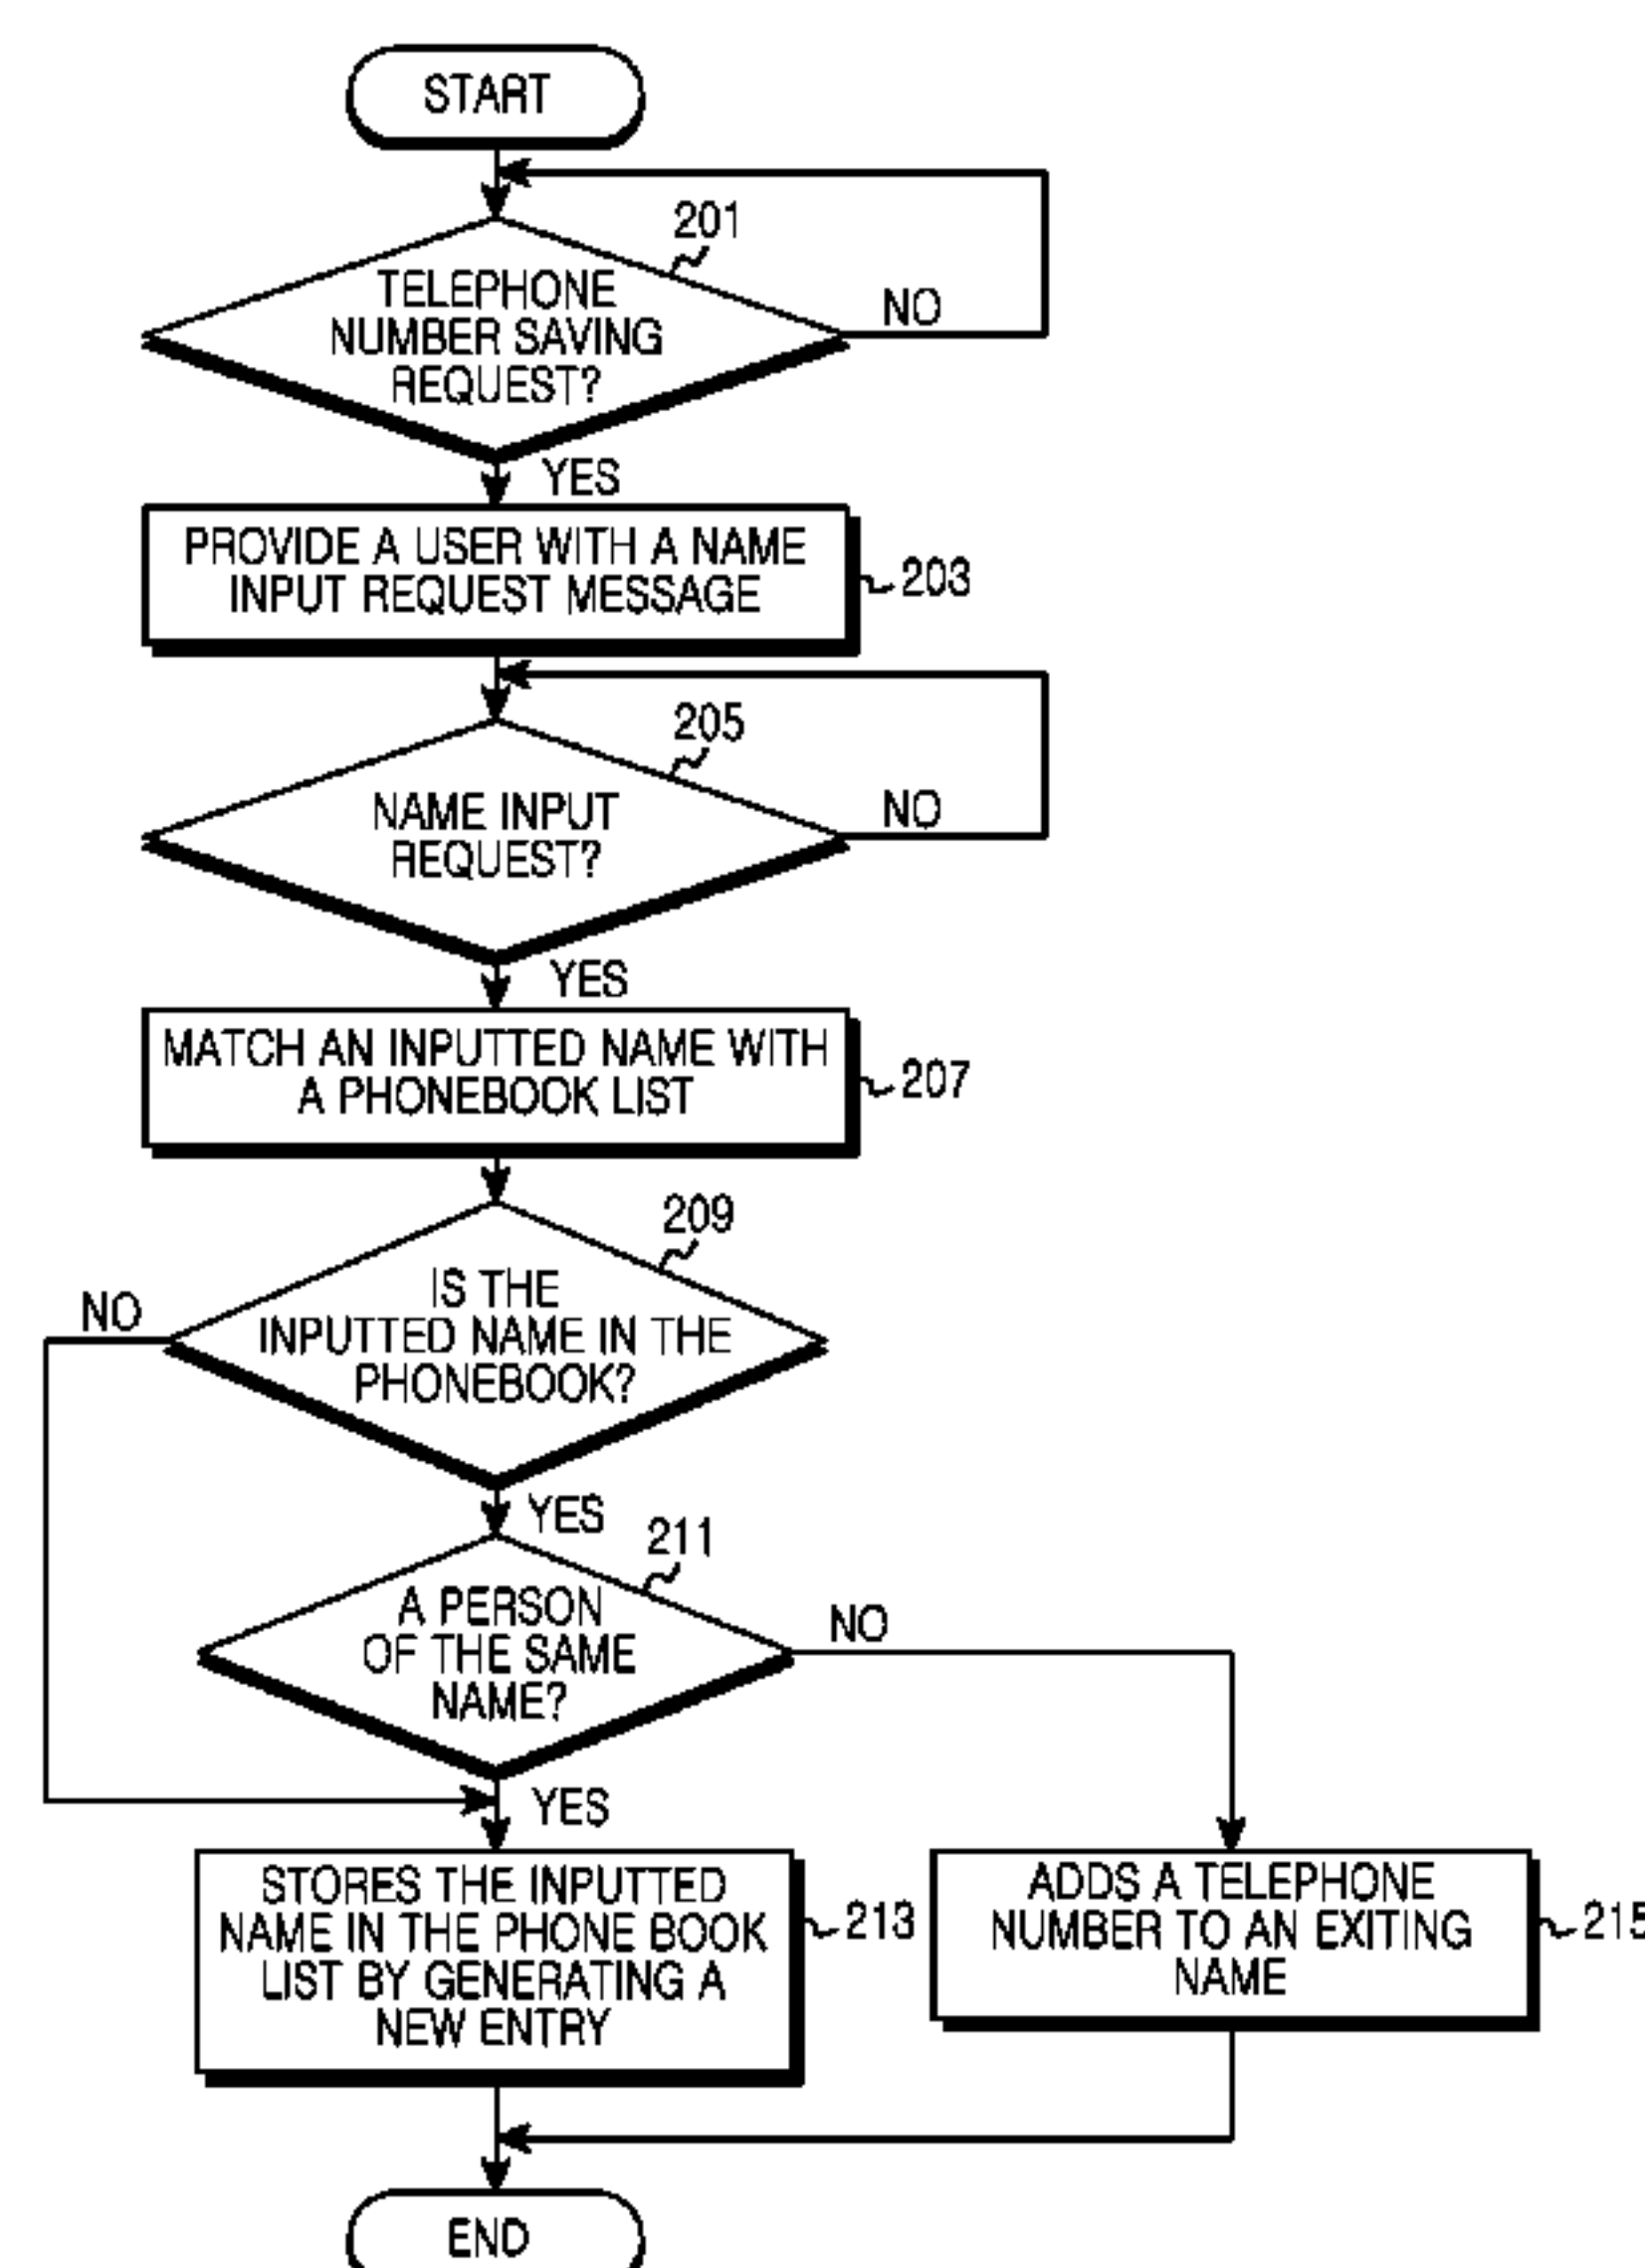 START
201
TELEPHONE
NUMBER SAVING
REQUEST?
NO
YES
PROVIDE A USER WITH A NAME
INPUT REQUEST MESSAGE
203
205
NAME INPUT
REQUEST?
NO
YES
MATCH AN INPUTTED NAME WITH
A PHONEBOOK LIST
207
209
IS THE
INPUTTED NAME IN THE
PHONEBOOK?
NO
YES
211
A PERSON
OF THE SAME
NAME?
NO
YES
STORES THE INPUTTED
NAME IN THE PHONE BOOK
LIST BY GENERATING A
NEW ENTRY
213
ADDS A TELEPHONE
NUMBER TO AN EXITING
NAME
215
END